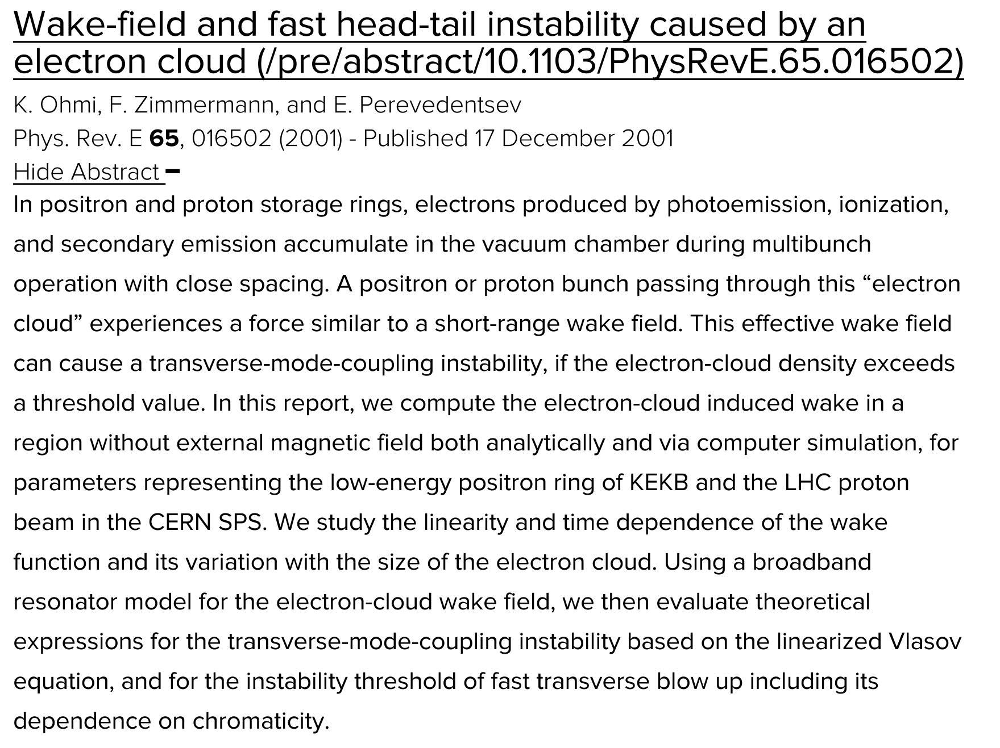 Wake-field and fast head-tail instability caused by an
electron cloud (/pre/abstract/10.1103/PhysRevE.65.016502)
K. Ohmi, F. Zimmermann, and E. Perevedentsev
Phys. Rev. E 65, 016502 (2001) - Published 17 December 2001
Hide Abstract −
In positron and proton storage rings, electrons produced by photoemission, ionization,
and secondary emission accumulate in the vacuum chamber during multibunch
operation with close spacing. A positron or proton bunch passing through this “electron
cloud” experiences a force similar to a short-range wake field. This effective wake field
can cause a transverse-mode-coupling instability, if the electron-cloud density exceeds
a threshold value. In this report, we compute the electron-cloud induced wake in a
region without external magnetic field both analytically and via computer simulation, for
parameters representing the low-energy positron ring of KEKB and the LHC proton
beam in the CERN SPS. We study the linearity and time dependence of the wake
function and its variation with the size of the electron cloud. Using a broadband
resonator model for the electron-cloud wake field, we then evaluate theoretical
expressions for the transverse-mode-coupling instability based on the linearized Vlasov
equation, and for the instability threshold of fast transverse blow up including its
dependence on chromaticity.